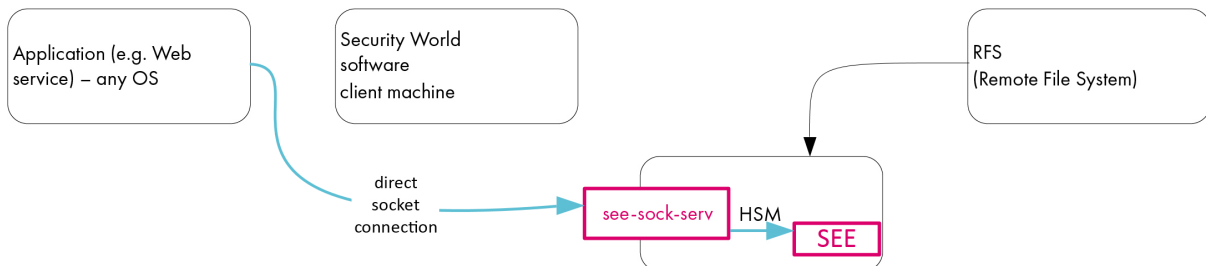 Application (e.g. Web
service) – any OS
Security World
software
client machine
RFS
(Remote File System)
direct
socket
connection
see-sock-serv
HSM
SEE